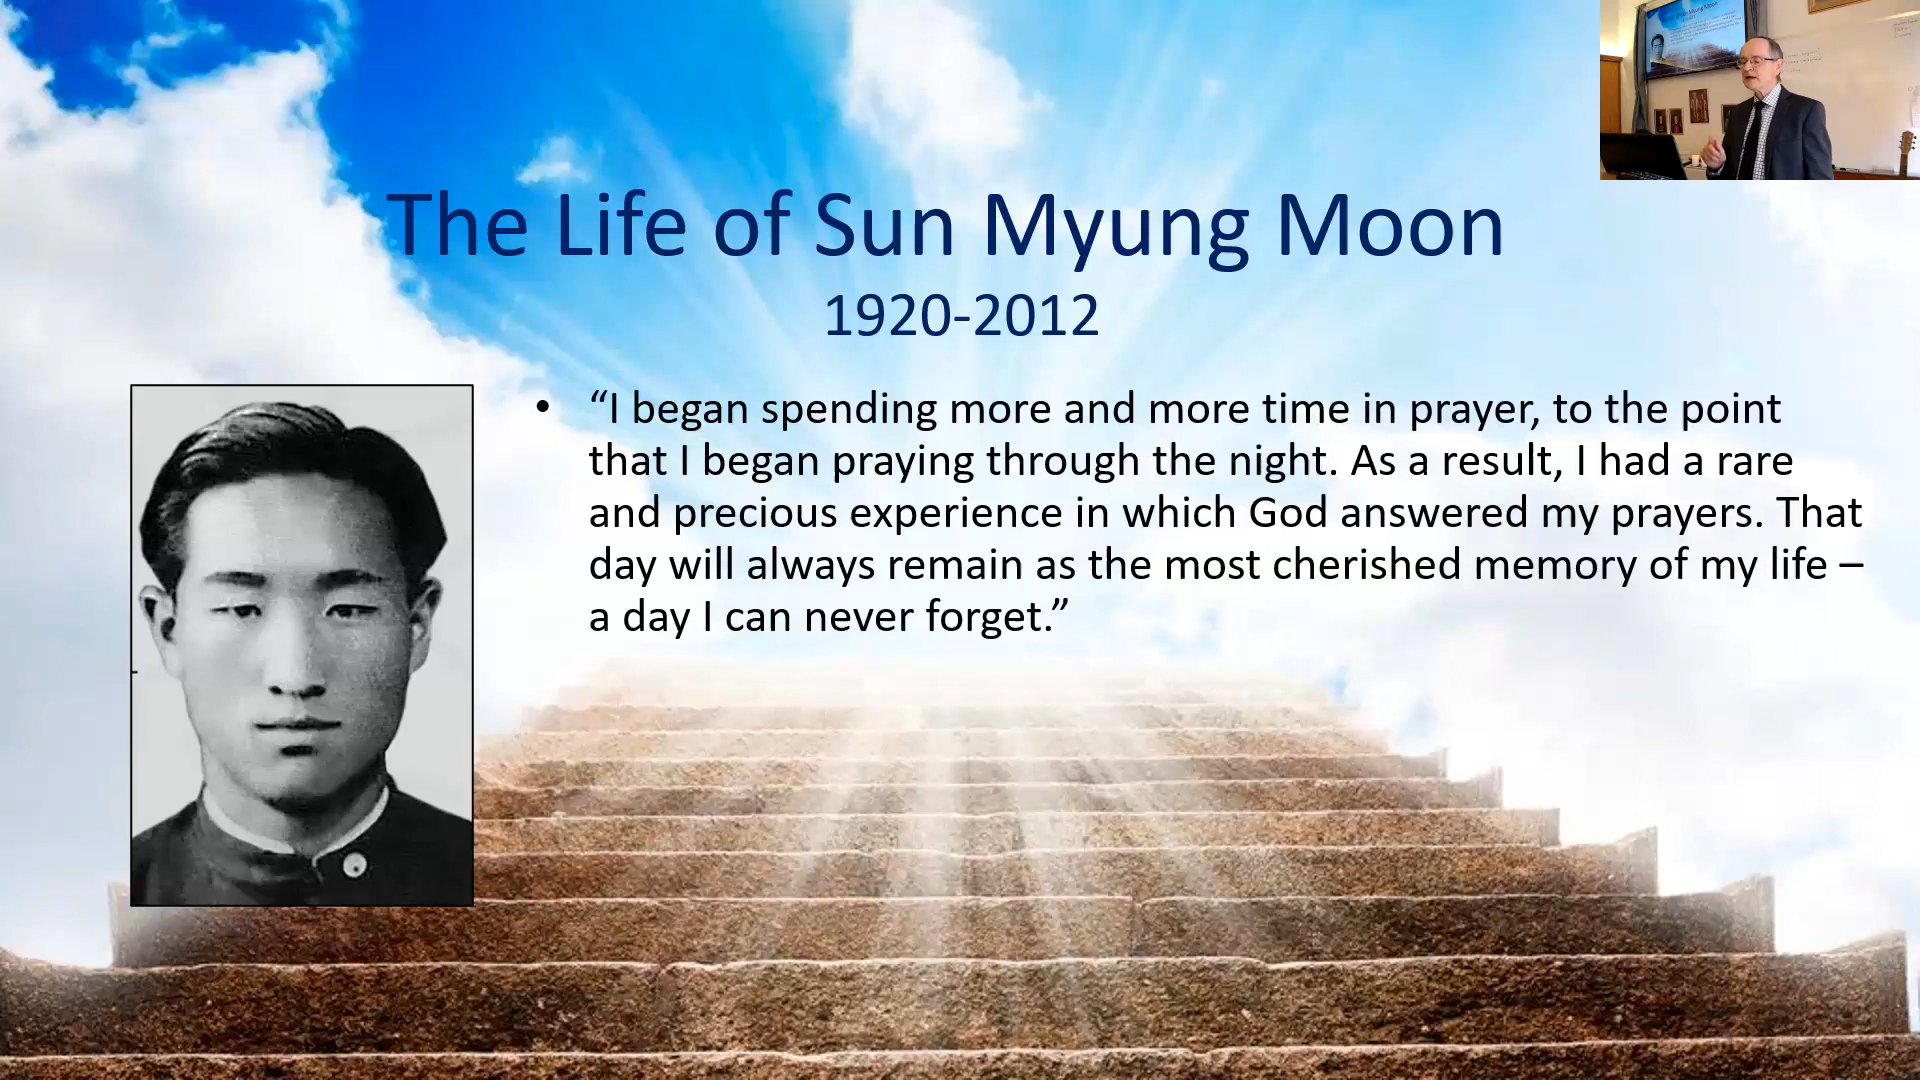 The Life of Sun Myung Moon
1920-2012
• “I began spending more and more time in prayer, to the point
that I began praying through the night. As a result, I had a rare
and precious experience in which God answered my prayers. That
day will always remain as the most cherished memory of my life –
a day I can never forget.”